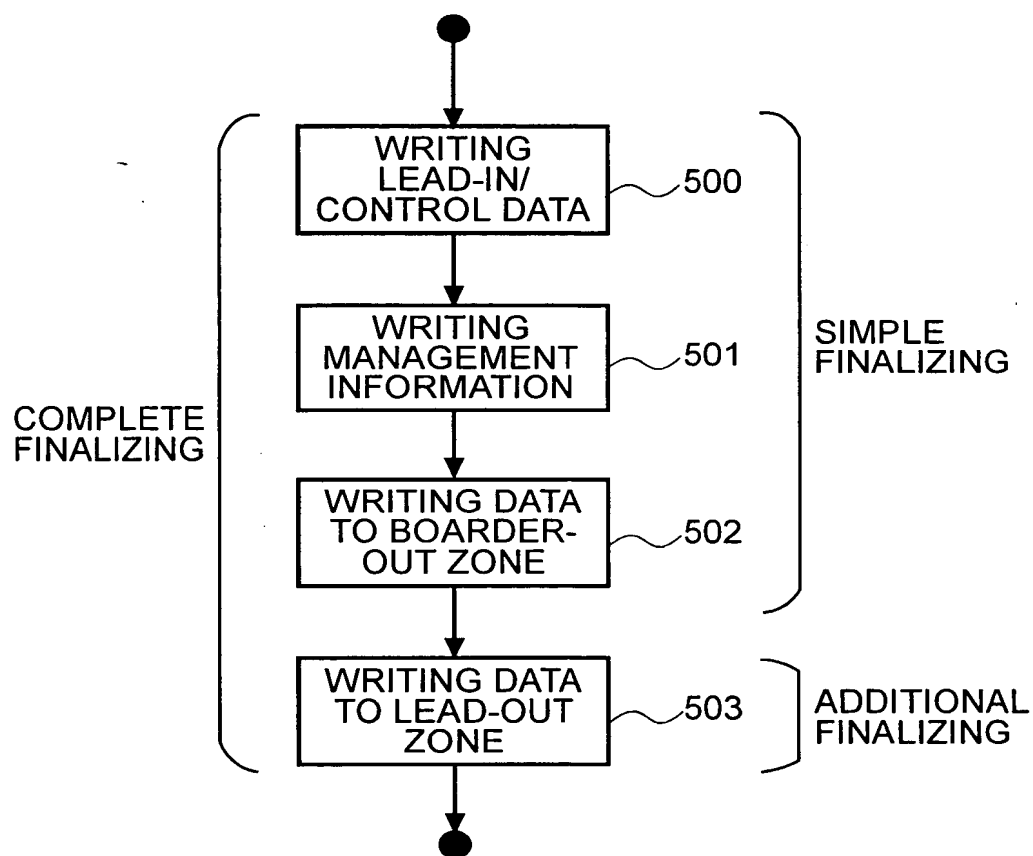 WRITING
LEAD-IN/
CONTROL DATA
500
WRITING
MANAGEMENT
INFORMATION
501
SIMPLE
FINALIZING
COMPLETE
FINALIZING
WRITING DATA
TO BOARDER-
OUT ZONE
502
WRITING DATA
TO LEAD-OUT
ZONE
503
ADDITIONAL
FINALIZING